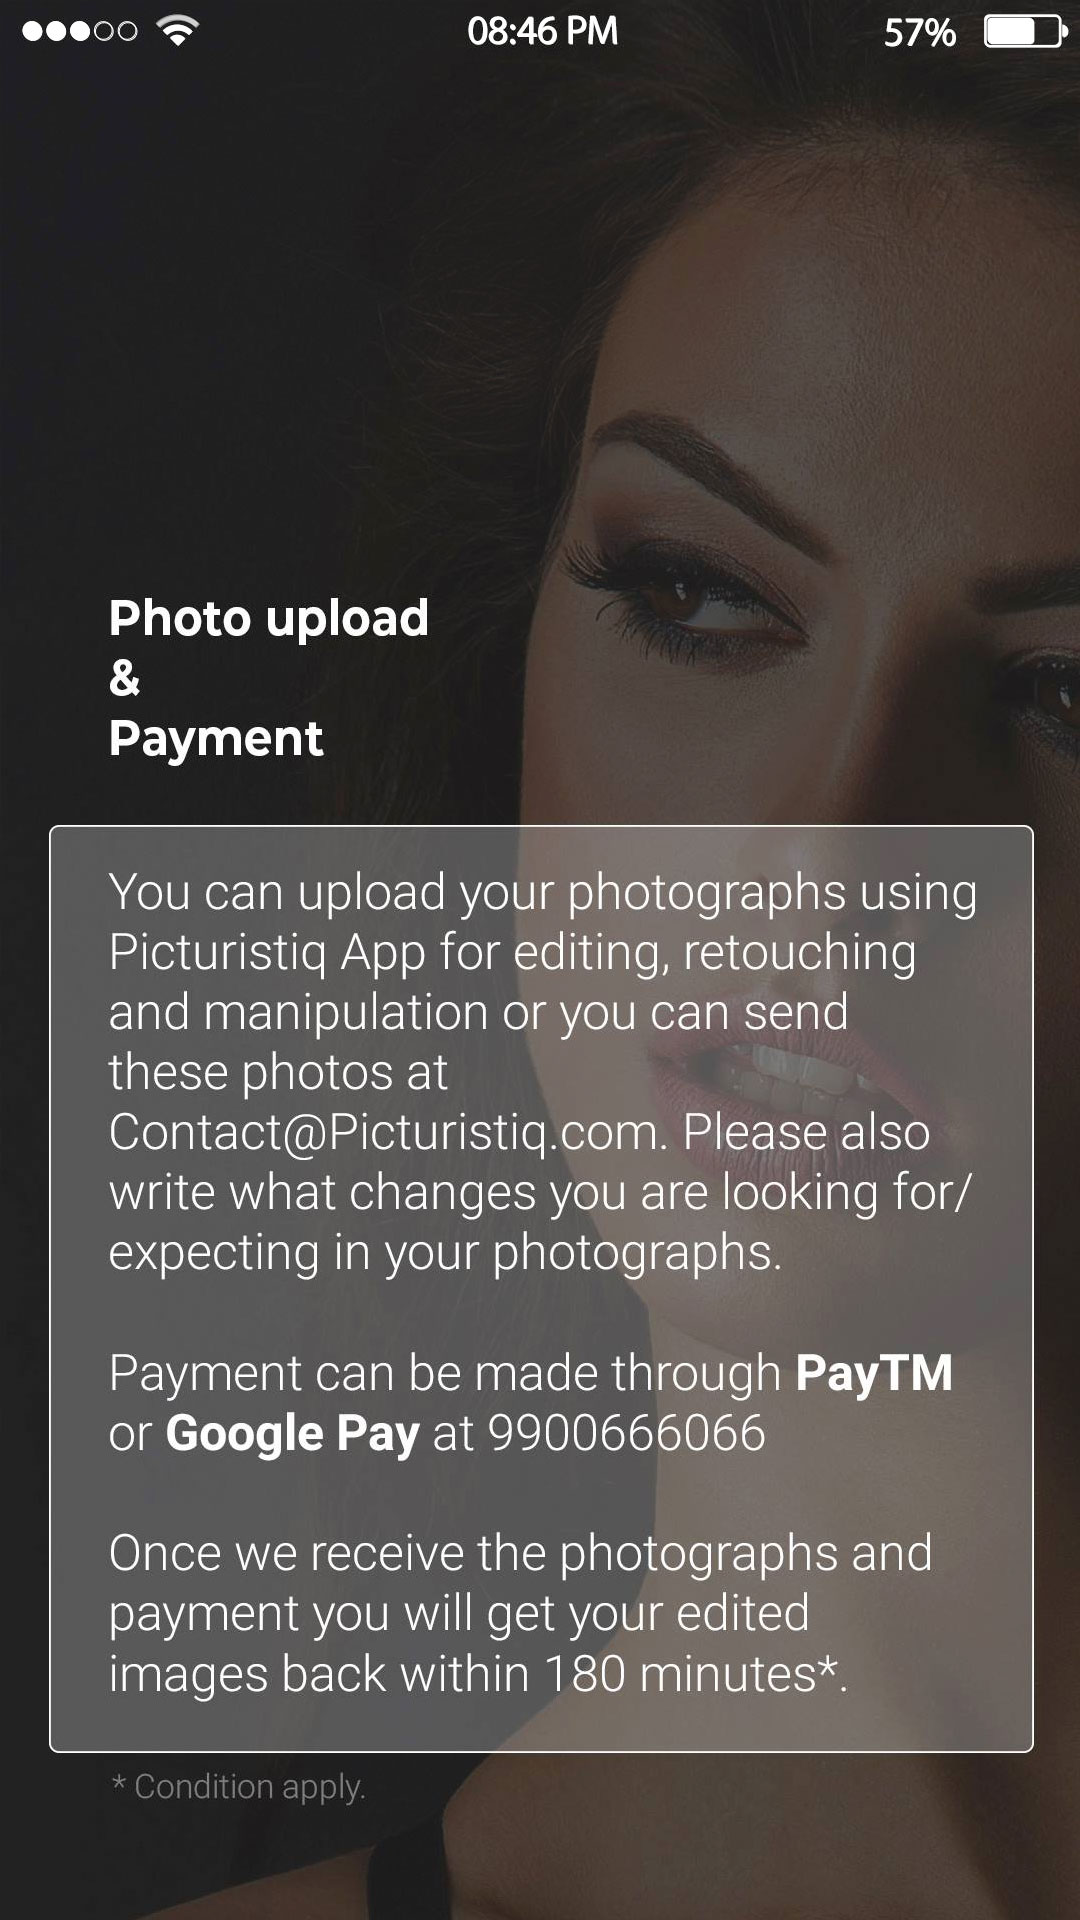 08:46 PM
57%
Photo upload
&
Payment
You can upload your photographs using
Picturistiq App for editing, retouching
and manipulation or you can send
these photos at
Contact@Picturistiq.com. Please also
write what changes you are looking for/
expecting in your photographs.
Payment can be made through PayTM
or Google Pay at 9900666066
Once we receive the photographs and
payment you will get your edited
images back within 180 minutes*.
* Condition apply.